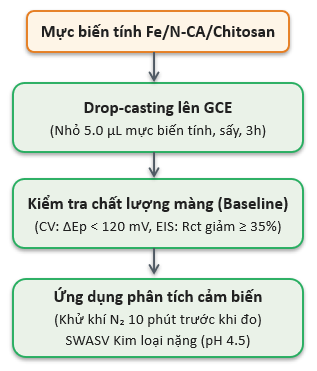 Mực biến tính Fe/N-CA/Chitosan
Drop-casting lên GCE
(Nhỏ 5.0 µL mực biến tính, sấy, 3h)
Kiểm tra chất lượng màng (Baseline)
(CV: ΔEp < 120 mV, EIS: Rct giảm ≥ 35%)
Ứng dụng phân tích cảm biến
(Khử khí N₂ 10 phút trước khi đo)
SWASV Kim loại nặng (pH 4.5)